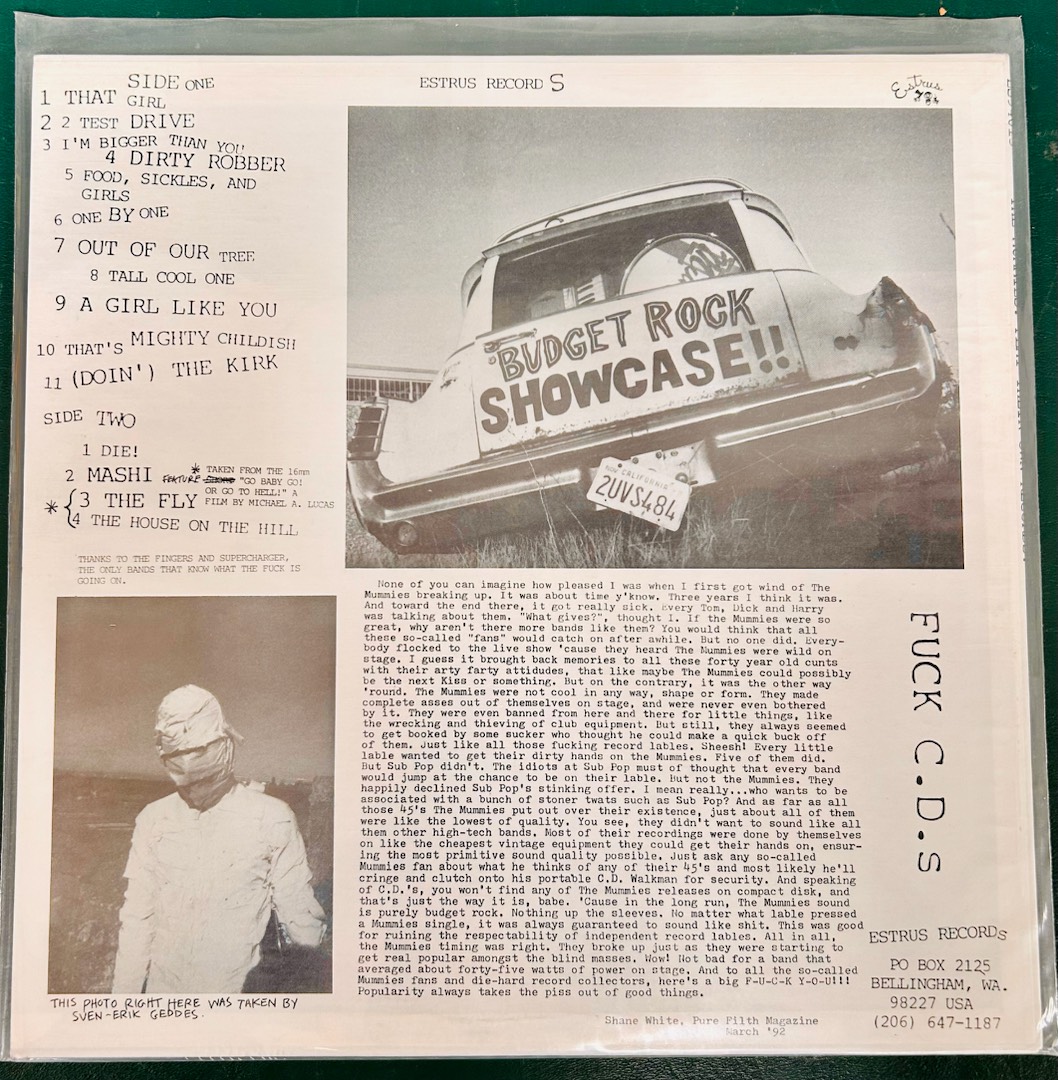 SIDE ONE
1 THAT GIRL
2 2 TEST DRIVE
3 I'M BIGGER THAN YOU
4 DIRTY ROBBER
5 FOOD, SICKLES, AND
GIRLS
6 ONE BY ONE
7 OUT OF OUR TREE
8 TALL COOL ONE
9 A GIRL LIKE YOU
10 THAT'S MIGHTY CHILDISH
11 (DOIN') THE KIRK
SIDE TWO
1 DIE!
2 MASHI
*{3 THE FLY
4 THE HOUSE ON THE HILL
* TAKEN FROM THE 16mm
FEATURE "GO BABY GO!
OR GO TO HELL!" A
FILM BY MICHAEL A. LUCAS
THANKS TO THE FINGERS AND SUPERCHARGER,
THE ONLY BANDS THAT KNOW WHAT THE FUCK IS
GOING ON.
THIS PHOTO RIGHT HERE WAS TAKEN BY
SVEN-ERIK GEDDES.
ESTRUS RECORDS
Estrus
BUDGET ROCK
SHOWCASE!!
CALIFORNIA
2UVS484
None of you can imagine how pleased I was when I first got wind of The
Mummies breaking up. It was about time y'know. Three years I think it was.
And toward the end there, it got really sick. Every Tom, Dick and Harry
was talking about them. "What gives?", thought I. If the Mummies were so
great, why aren't there more bands like them? You would think that all
these so-called "fans" would catch on after awhile. But no one did. Every-
body flocked to the live show 'cause they heard The Mummies were wild on
stage. I guess it brought back memories to all these forty year old cunts
with their arty farty attidudes, that like maybe The Mummies could possibly
be the next Kiss or something. But on the contrary, it was the other way
'round. The Mummies were not cool in any way, shape or form. They made
complete asses out of themselves on stage, and were never even bothered
by it. They were even banned from here and there for little things, like
the wrecking and thieving of club equipment. But still, they always seemed
to get booked by some sucker who thought he could make a quick buck off
of them. Just like all those fucking record lables. Sheesh! Every little
lable wanted to get their dirty hands on the Mummies. Five of them did.
But Sub Pop didn't. The idiots at Sub Pop must of thought that every band
would jump at the chance to be on their lable. But not the Mummies. They
happily declined Sub Pop's stinking offer. I mean really...who wants to be
associated with a bunch of stoner twats such as Sub Pop? And as far as all
those 45's The Mummies put out over their existence, just about all of them
were like the lowest of quality. You see, they didn't want to sound like all
them other high-tech bands. Most of their recordings were done by themselves
on like the cheapest vintage equipment they could get their hands on, ensur-
ing the most primitive sound quality possible. Just ask any so-called
Mummies fan about what he thinks of any of their 45's and most likely he'll
cringe and clutch onto his portable C.D. Walkman for security. And speaking
of C.D.'s, you won't find any of The Mummies releases on compact disk, and
that's just the way it is, babe. 'Cause in the long run, The Mummies sound
is purely budget rock. Nothing up the sleeves. No matter what lable pressed
a Mummies single, it was always guaranteed to sound like shit. This was good
for ruining the respectability of independent record lables. All in all,
the Mummies timing was right. They broke up just as they were starting to
get real popular amongst the blind masses. Wow! Not bad for a band that
averaged about forty-five watts of power on stage. And to all the so-called
Mummies fans and die-hard record collectors, here's a big F-U-C-K Y-O-U!!!
Popularity always takes the piss out of good things.
Shane White, Pure Filth Magazine
March '92
FUCK C.D.S
ESTRUS RECORDS
PO BOX 2125
BELLINGHAM, WA.
98227 USA
(206) 647-1187